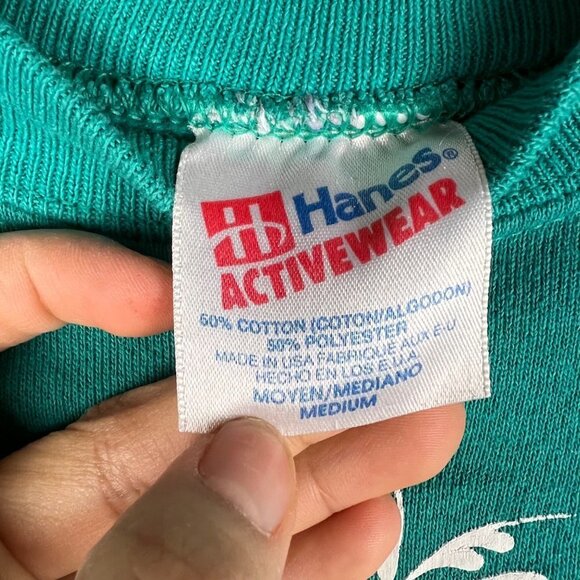 Hanes®
ACTIVEWEAR
50% COTTON (COTON/ALGODON)
50% POLYESTER
MADE IN USA FABRIQUE AUX E-U
HECHO EN LOS E.U.A.
MOYEN/MEDIANO
MEDIUM